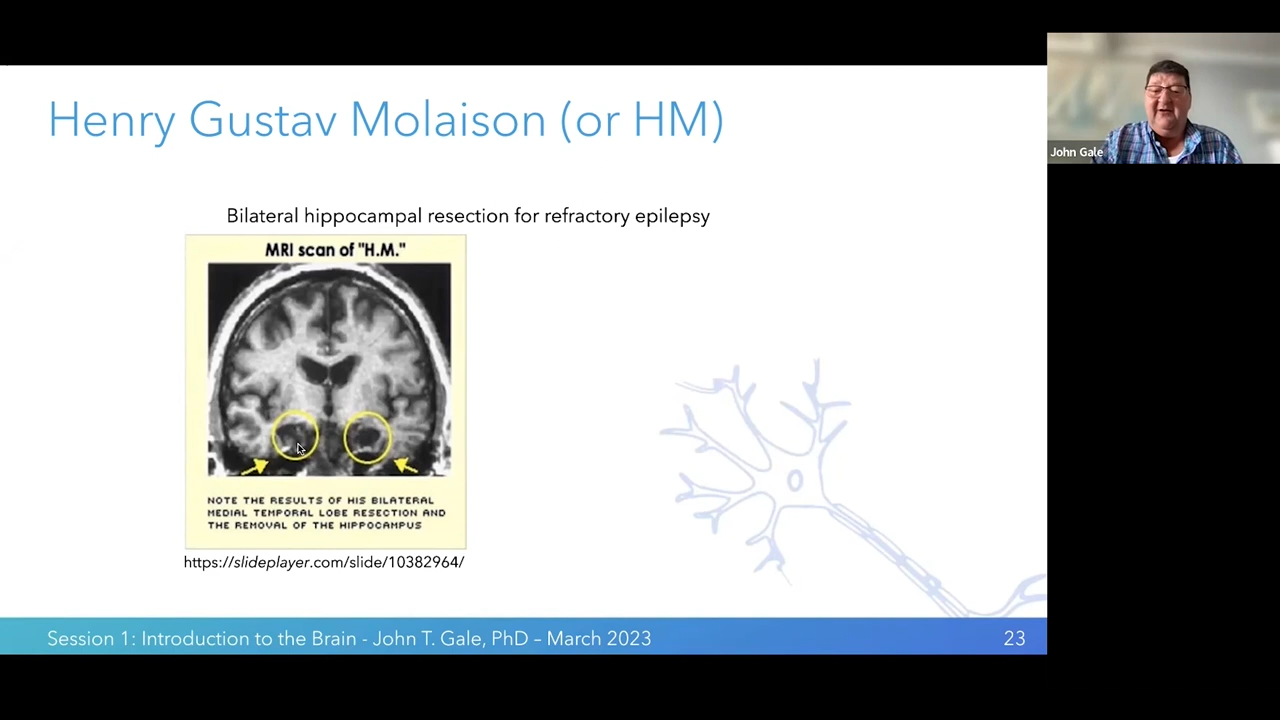 Henry Gustav Molaison (or HM)
John Gale
Bilateral hippocampal resection for refractory epilepsy
MRI scan of "H.M."
NOTE THE RESULTS OF HIS BILATERAL
MEDIAL TEMPORAL LOBE RESECTION AND
THE REMOVAL OF THE HIPPOCAMPUS
https://slideplayer.com/slide/10382964/
Session 1: Introduction to the Brain - John T. Gale, PhD – March 2023
23